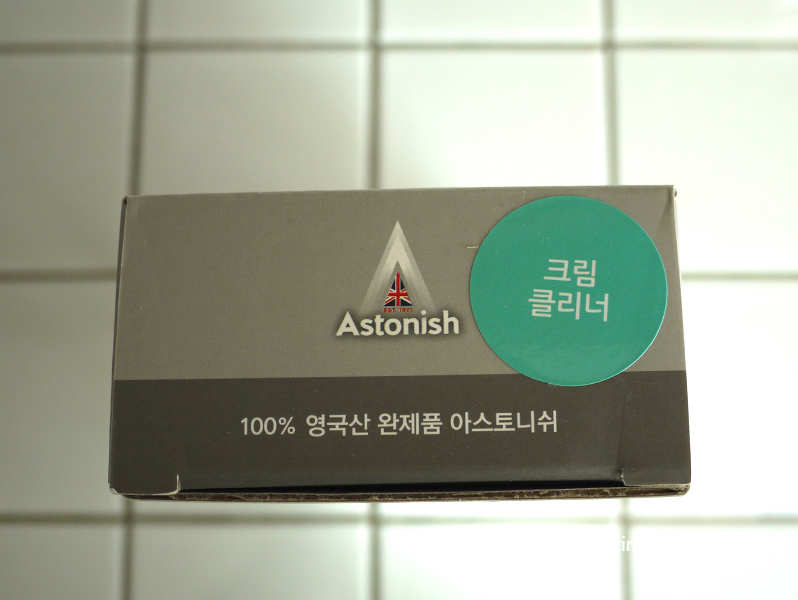 EST. 1977
Astonish
크림
클리너
100% 영국산 완제품 아스토니쉬